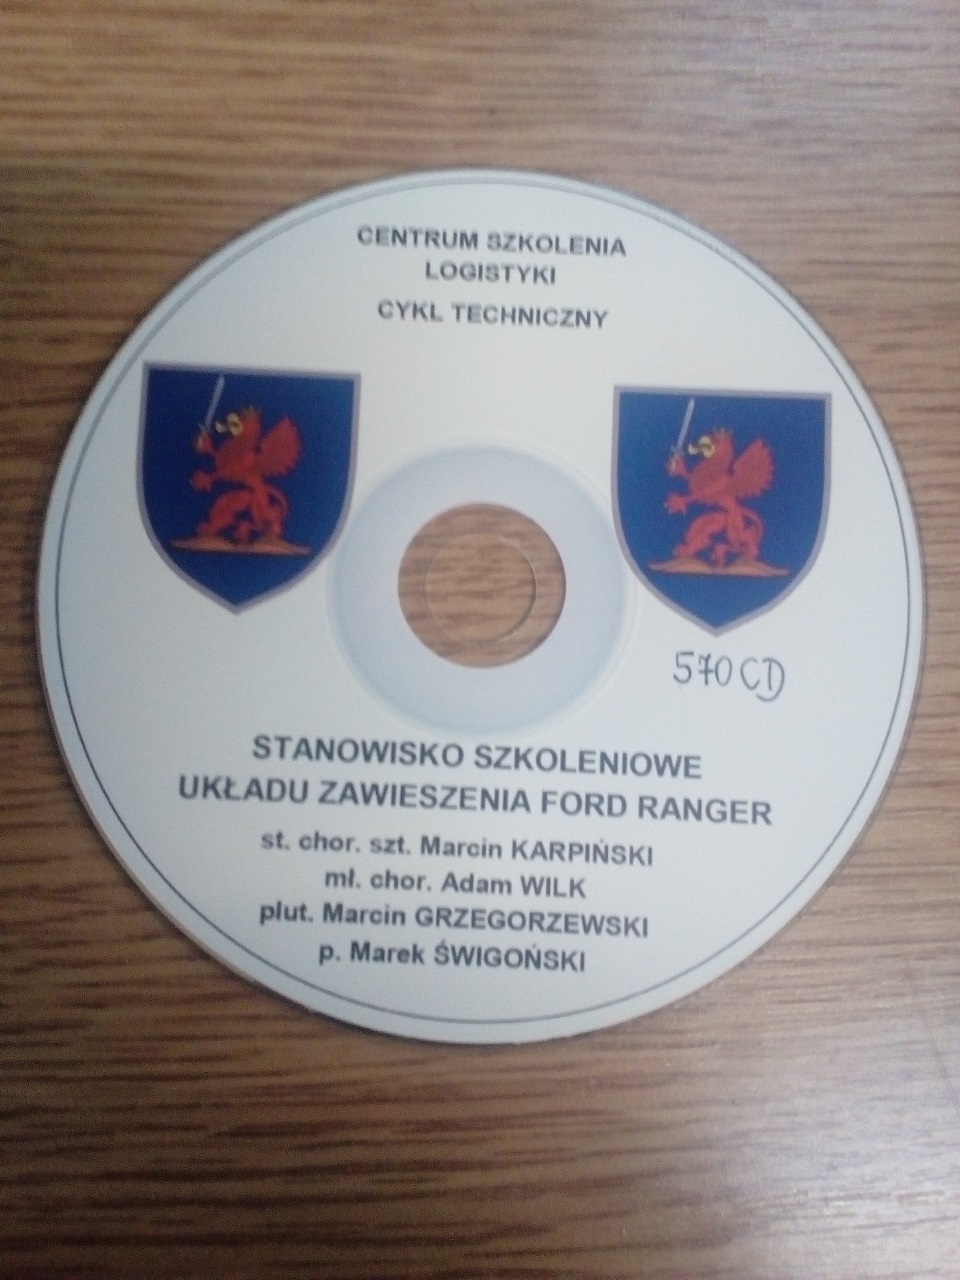 CENTRUM SZKOLENIA
LOGISTYKI
CYKL TECHNICZNY
570 CD
STANOWISKO SZKOLENIOWE
UKŁADU ZAWIESZENIA FORD RANGER
st. chor. szt. Marcin KARPIŃSKI
mł. chor. Adam WILK
plut. Marcin GRZEGORZEWSKI
p. Marek ŚWIGOŃSKI